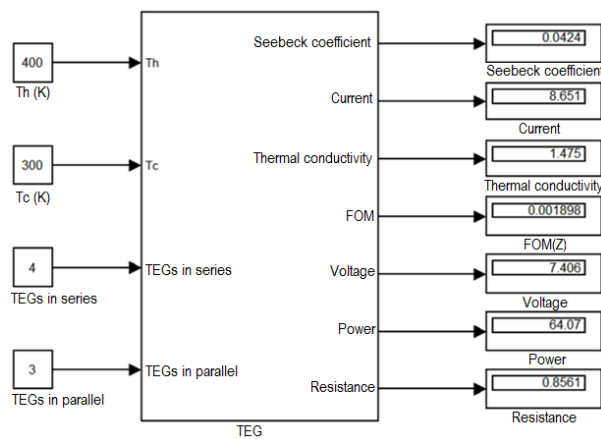 400
Th (K)
300
Tc (K)
4
TEGs in series
3
TEGs in parallel
Th
Tc
TEGs in series
TEGs in parallel
Seebeck coefficient
Current
Thermal conductivity
FOM
Voltage
Power
Resistance
TEG
0.0424
Seebeck coefficient
8.651
Current
1.475
Thermal conductivity
0.001898
FOM(Z)
7.406
Voltage
64.07
Power
0.8561
Resistance